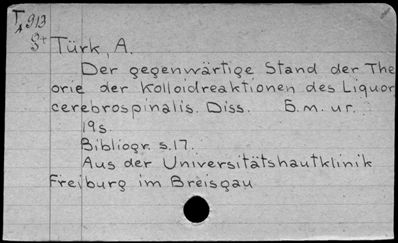 T 913
St
Türk, A.
Der gegenwärtige Stand der The
orie der Kolloidreaktionen des Liquor
cerebrospinalis. Diss.
19s.
Bibliogr. s.17.
Aus der Universitätshautklinik
Freiburg im Breisgau